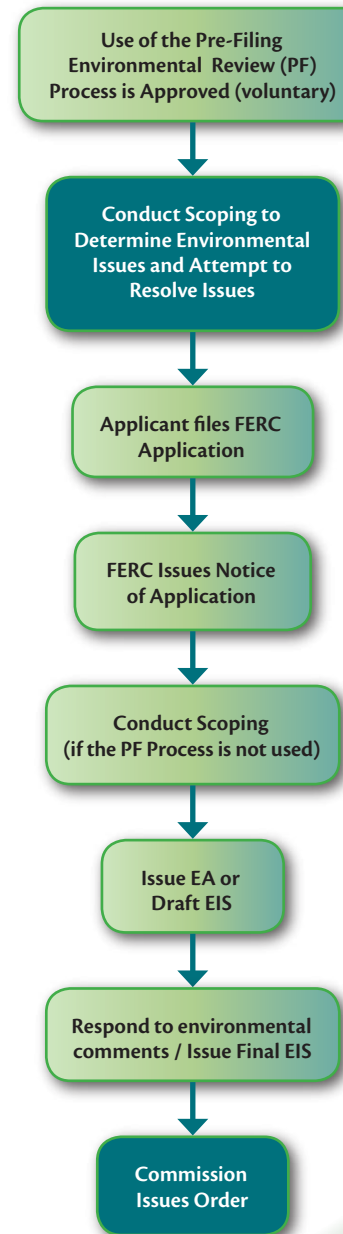 Use of the Pre-Filing
Environmental Review (PF)
Process is Approved (voluntary)
Conduct Scoping to
Determine Environmental
Issues and Attempt to
Resolve Issues
Applicant files FERC
Application
FERC Issues Notice
of Application
Conduct Scoping
(if the PF Process is not used)
Issue EA or
Draft EIS
Respond to environmental
comments / Issue Final EIS
Commission
Issues Order